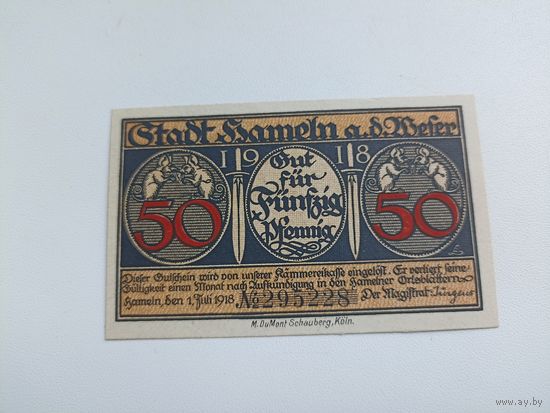 Stadt Hameln a.d. Weser
1918
Gut
für
Fünfzig
Pfennig
50
50
Dieser Gutschein wird von unserer Kämmereikasse eingelöst. Er verliert seine
Gültigkeit einen Monat nach Aufkündigung in den Hamelner Ortsblättern
Hameln, den 1. Juli 1918. No 295228 Der Magistrat: Jürgens
M. DuMont Schauberg, Köln.
www.ay.by